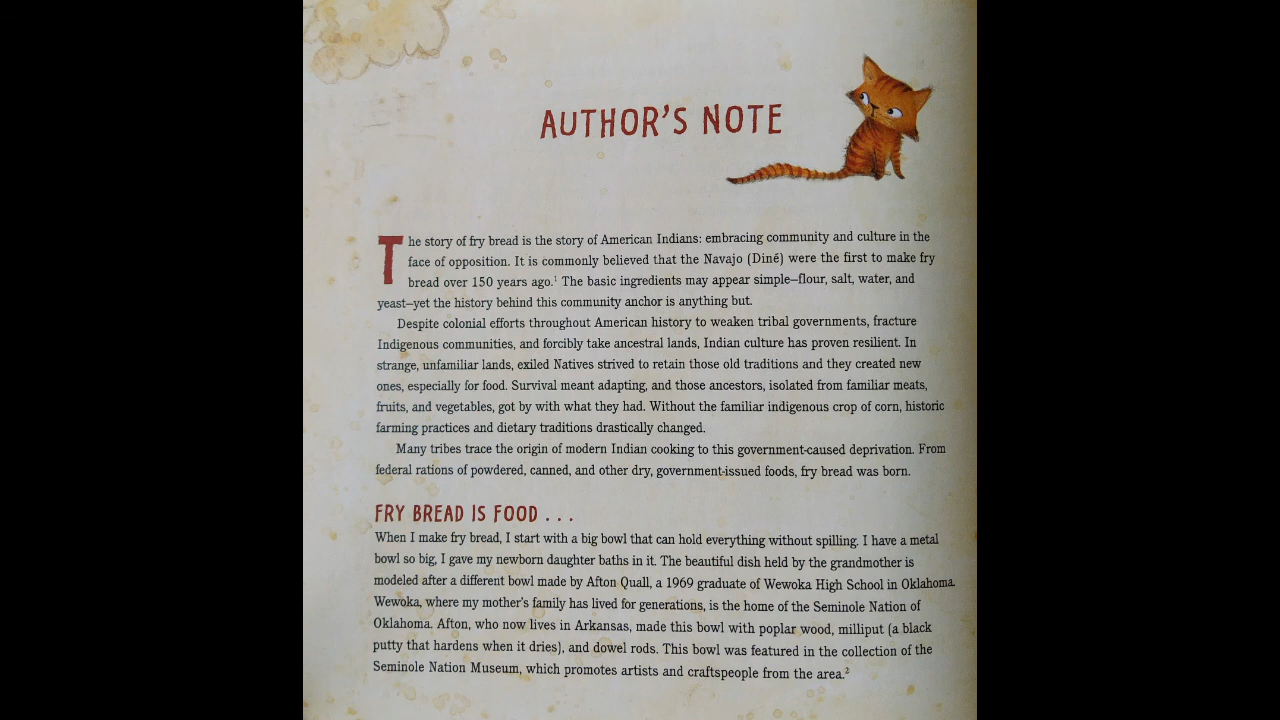 AUTHOR'S NOTE
The story of fry bread is the story of American Indians: embracing community and culture in the
face of opposition. It is commonly believed that the Navajo (Diné) were the first to make fry
bread over 150 years ago.¹ The basic ingredients may appear simple—flour, salt, water, and
yeast—yet the history behind this community anchor is anything but.
Despite colonial efforts throughout American history to weaken tribal governments, fracture
Indigenous communities, and forcibly take ancestral lands, Indian culture has proven resilient. In
strange, unfamiliar lands, exiled Natives strived to retain those old traditions and they created new
ones, especially for food. Survival meant adapting, and those ancestors, isolated from familiar meats,
fruits, and vegetables, got by with what they had. Without the familiar indigenous crop of corn, historic
farming practices and dietary traditions drastically changed.
Many tribes trace the origin of modern Indian cooking to this government-caused deprivation. From
federal rations of powdered, canned, and other dry, government-issued foods, fry bread was born.
FRY BREAD IS FOOD . . .
When I make fry bread, I start with a big bowl that can hold everything without spilling. I have a metal
bowl so big, I gave my newborn daughter baths in it. The beautiful dish held by the grandmother is
modeled after a different bowl made by Afton Quall, a 1969 graduate of Wewoka High School in Oklahoma.
Wewoka, where my mother's family has lived for generations, is the home of the Seminole Nation of
Oklahoma. Afton, who now lives in Arkansas, made this bowl with poplar wood, milliput (a black
putty that hardens when it dries), and dowel rods. This bowl was featured in the collection of the
Seminole Nation Museum, which promotes artists and craftspeople from the area.²